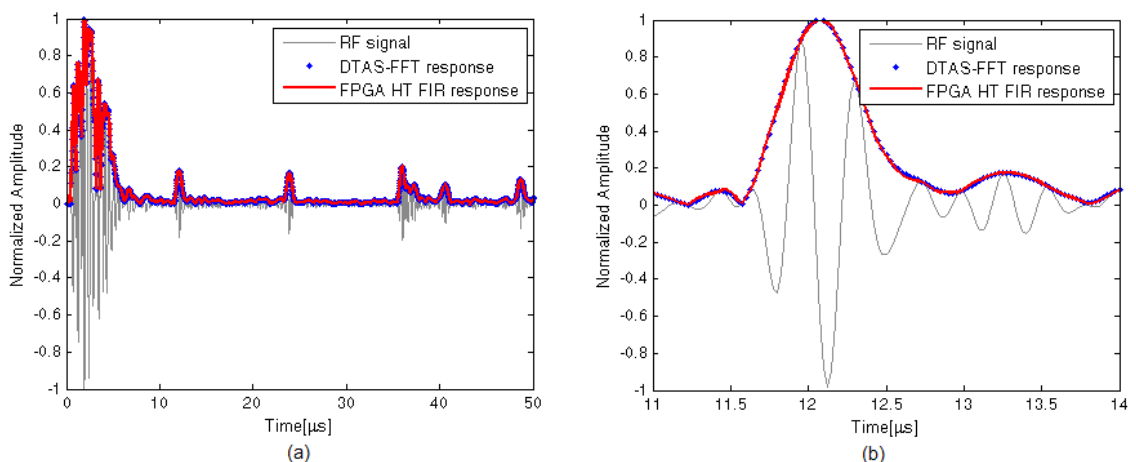 1
0.8
0.6
0.4
0.2
0
-0.2
-0.4
-0.6
-0.8
-1
Normalized Amplitude
RF signal
DTAS-FFT response
FPGA HT FIR response
0 10 20 30 40 50
Time[µs]
(a)
1
0.8
0.6
0.4
0.2
0
-0.2
-0.4
-0.6
-0.8
-1
Normalized Amplitude
RF signal
DTAS-FFT response
FPGA HT FIR response
11 11.5 12 12.5 13 13.5 14
Time[µs]
(b)